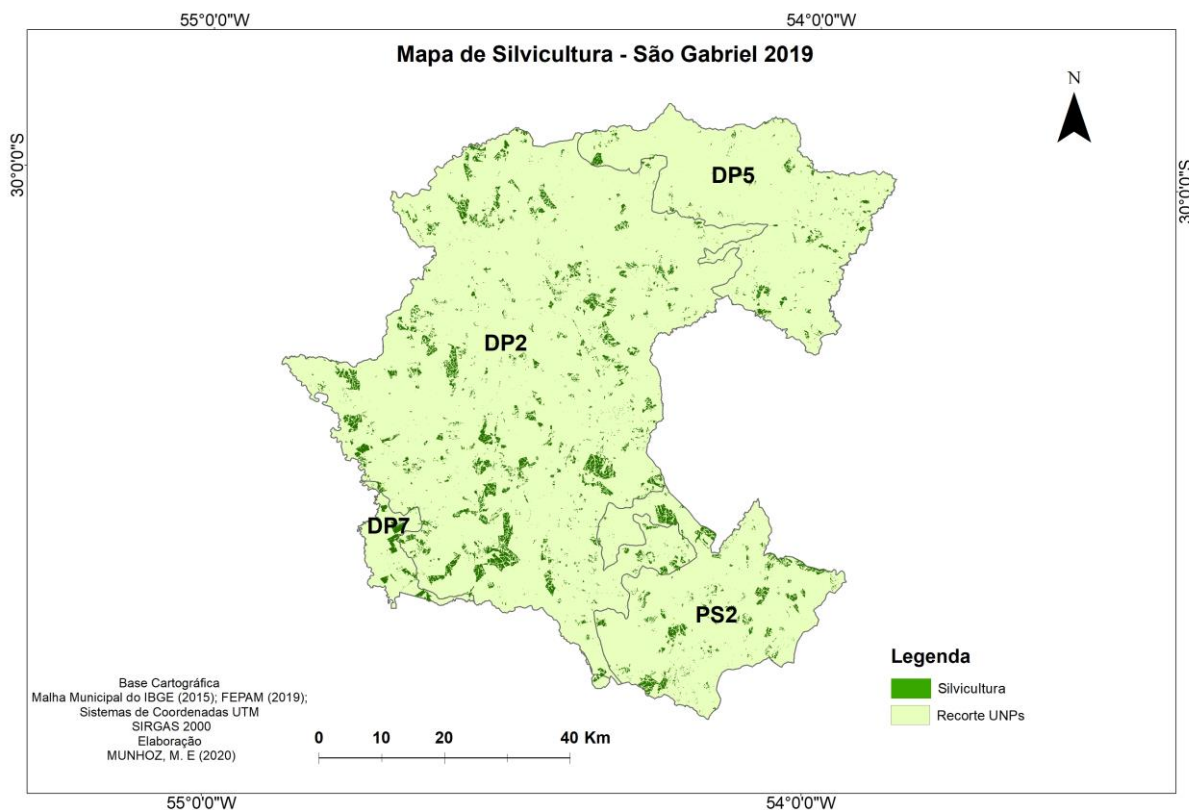 55°0'0"W
54°0'0"W
Mapa de Silvicultura - São Gabriel 2019
N
30°0'0"S
30°0'0"S
DP5
DP2
DP7
PS2
Legenda
Silvicultura
Recorte UNPs
Base Cartográfica
Malha Municipal do IBGE (2015); FEPAM (2019);
Sistemas de Coordenadas UTM
SIRGAS 2000
Elaboração
MUNHOZ, M. E (2020)
0 10 20 40 Km
55°0'0"W
54°0'0"W